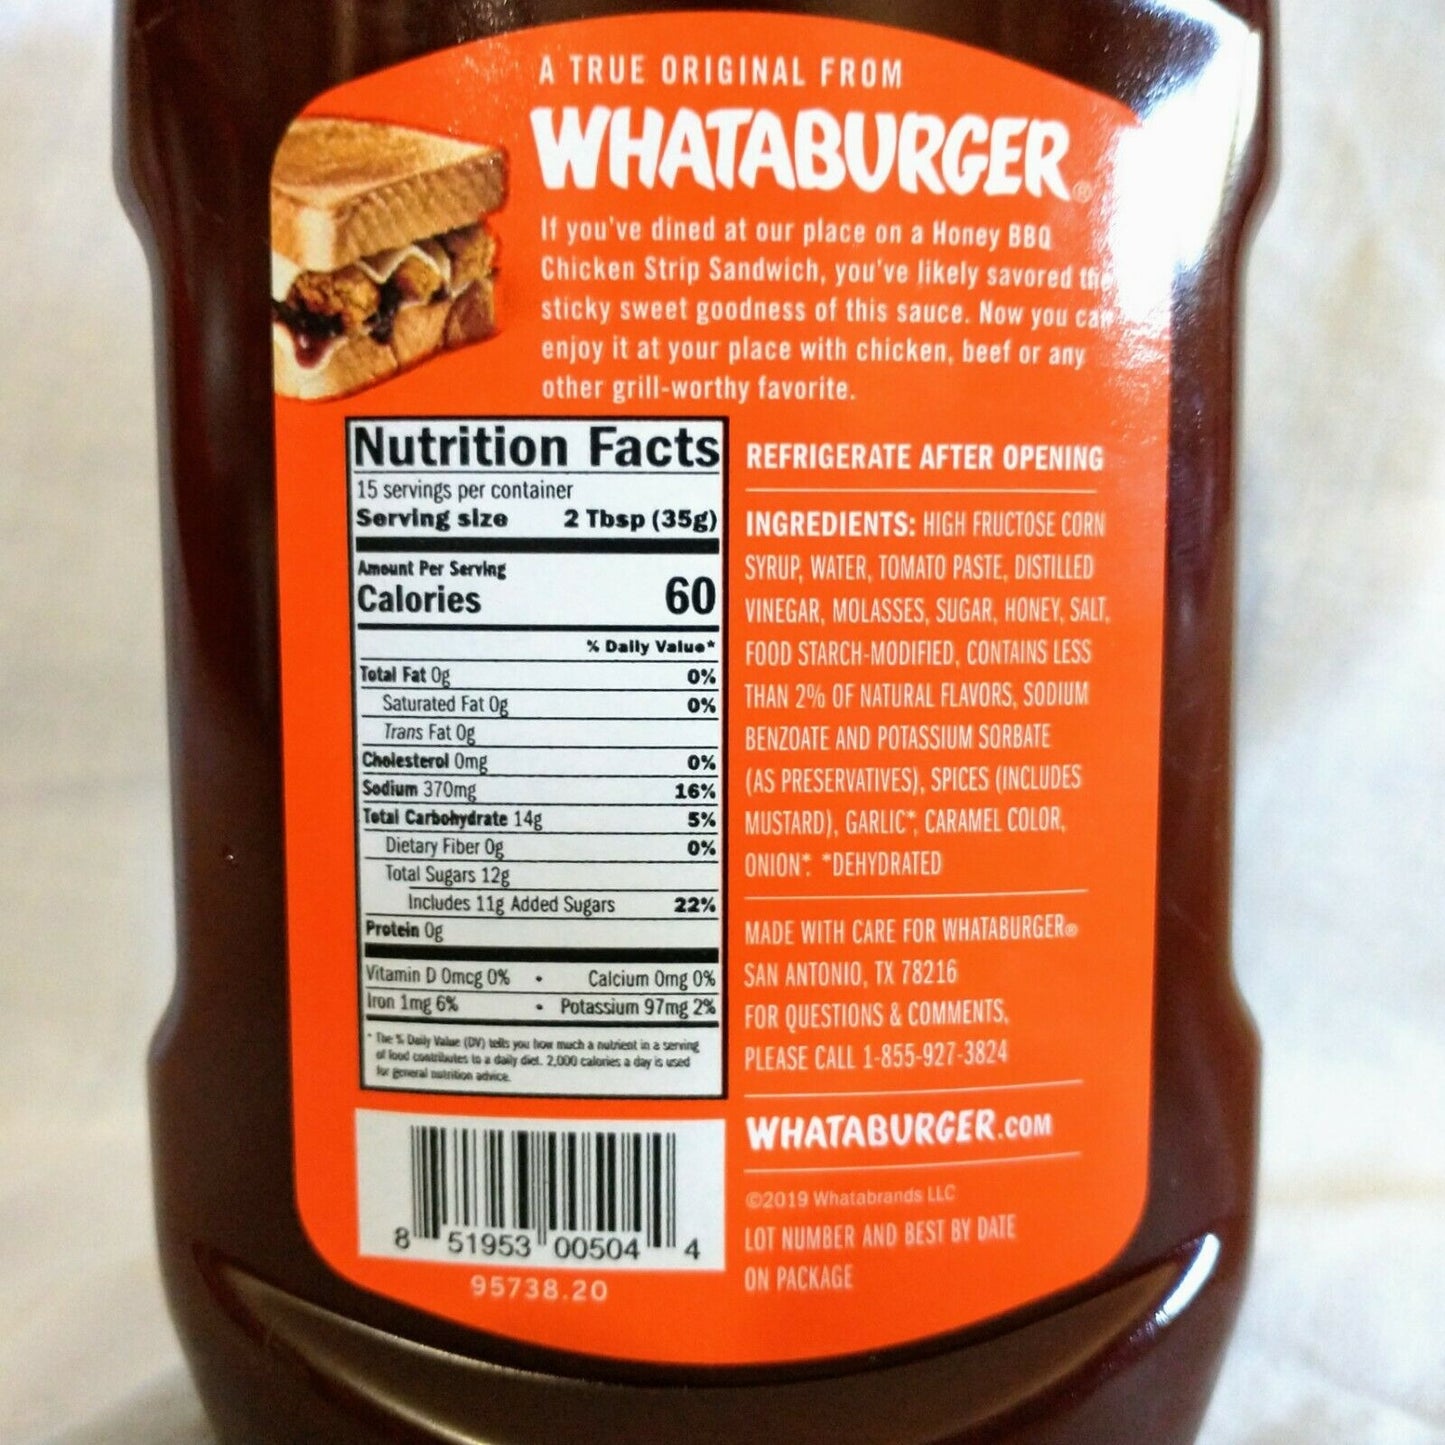 A TRUE ORIGINAL FROM
WHATABURGER®
If you've dined at our place on a Honey BBQ
Chicken Strip Sandwich, you've likely savored the
sticky sweet goodness of this sauce. Now you can
enjoy it at your place with chicken, beef or any
other grill-worthy favorite.
Nutrition Facts
15 servings per container
Serving size 2 Tbsp (35g)
Amount Per Serving
Calories 60
% Daily Value*
Total Fat 0g 0%
Saturated Fat 0g 0%
Trans Fat 0g
Cholesterol 0mg 0%
Sodium 370mg 16%
Total Carbohydrate 14g 5%
Dietary Fiber 0g 0%
Total Sugars 12g
Includes 11g Added Sugars 22%
Protein 0g
Vitamin D 0mcg 0% • Calcium 0mg 0%
Iron 1mg 6% • Potassium 97mg 2%
* The % Daily Value (DV) tells you how much a nutrient in a serving
of food contributes to a daily diet. 2,000 calories a day is used
for general nutrition advice.
8 51953 00504 4
95738.20
REFRIGERATE AFTER OPENING
INGREDIENTS: HIGH FRUCTOSE CORN
SYRUP, WATER, TOMATO PASTE, DISTILLED
VINEGAR, MOLASSES, SUGAR, HONEY, SALT,
FOOD STARCH-MODIFIED, CONTAINS LESS
THAN 2% OF NATURAL FLAVORS, SODIUM
BENZOATE AND POTASSIUM SORBATE
(AS PRESERVATIVES), SPICES (INCLUDES
MUSTARD), GARLIC*, CARAMEL COLOR,
ONION*. *DEHYDRATED
MADE WITH CARE FOR WHATABURGER®
SAN ANTONIO, TX 78216
FOR QUESTIONS & COMMENTS,
PLEASE CALL 1-855-927-3824
WHATABURGER.COM
©2019 Whatabrands LLC
LOT NUMBER AND BEST BY DATE
ON PACKAGE